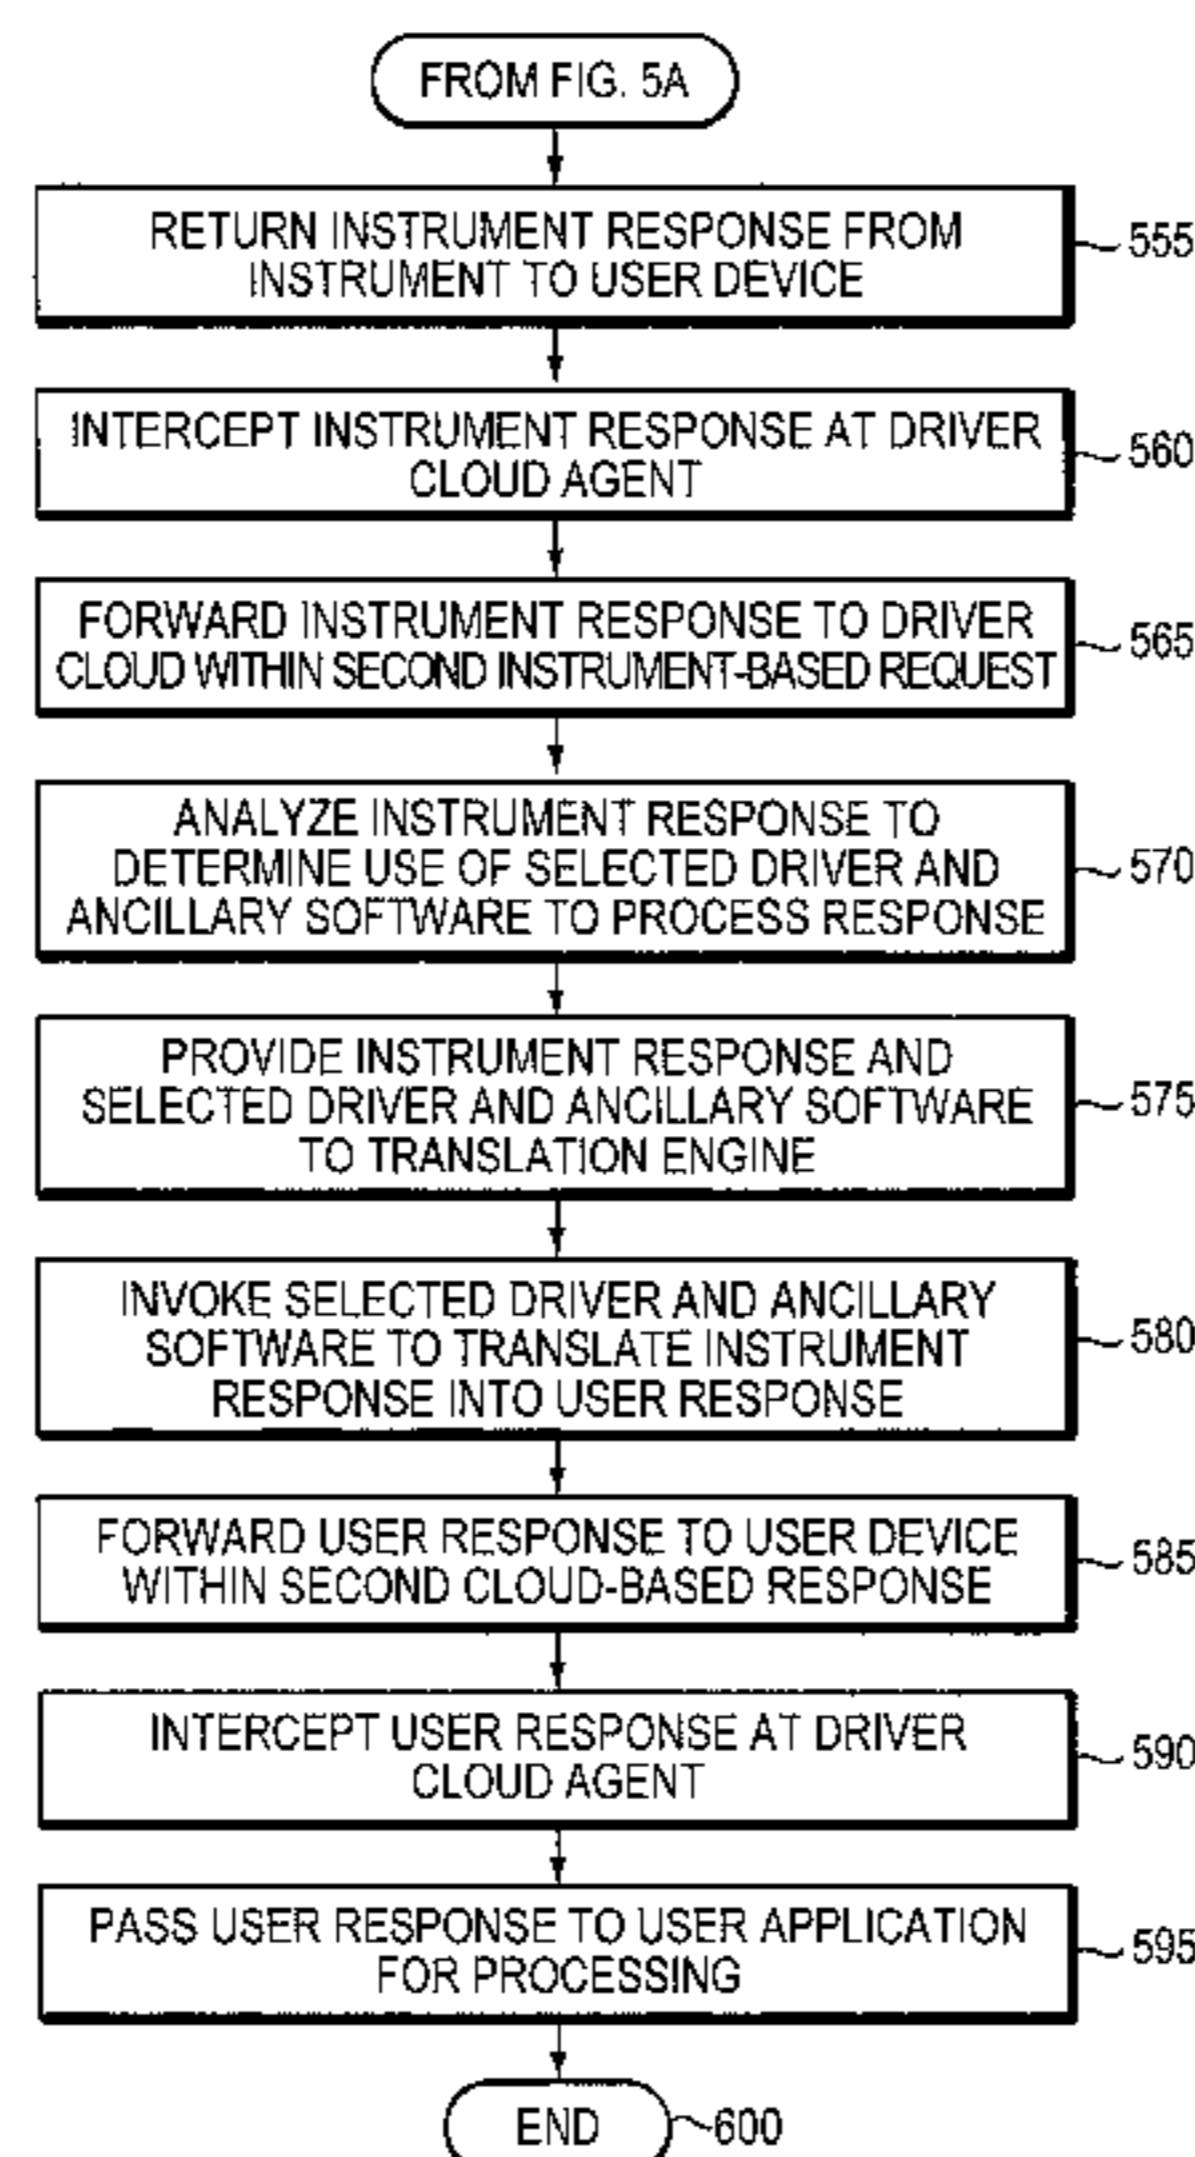 FROM FIG. 5A
RETURN INSTRUMENT RESPONSE FROM
INSTRUMENT TO USER DEVICE
555
INTERCEPT INSTRUMENT RESPONSE AT DRIVER
CLOUD AGENT
560
FORWARD INSTRUMENT RESPONSE TO DRIVER
CLOUD WITHIN SECOND INSTRUMENT-BASED REQUEST
565
ANALYZE INSTRUMENT RESPONSE TO
DETERMINE USE OF SELECTED DRIVER AND
ANCILLARY SOFTWARE TO PROCESS RESPONSE
570
PROVIDE INSTRUMENT RESPONSE AND
SELECTED DRIVER AND ANCILLARY SOFTWARE
TO TRANSLATION ENGINE
575
INVOKE SELECTED DRIVER AND ANCILLARY
SOFTWARE TO TRANSLATE INSTRUMENT
RESPONSE INTO USER RESPONSE
580
FORWARD USER RESPONSE TO USER DEVICE
WITHIN SECOND CLOUD-BASED RESPONSE
585
INTERCEPT USER RESPONSE AT DRIVER
CLOUD AGENT
590
PASS USER RESPONSE TO USER APPLICATION
FOR PROCESSING
595
END
600